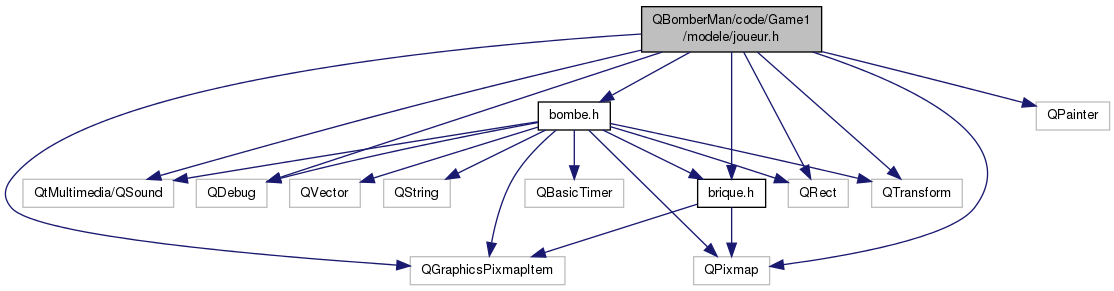 QBomberMan/code/Game1
/modele/joueur.h
bombe.h
QPainter
QtMultimedia/QSound
QDebug
QVector
QString
QBasicTimer
brique.h
QRect
QTransform
QGraphicsPixmapItem
QPixmap